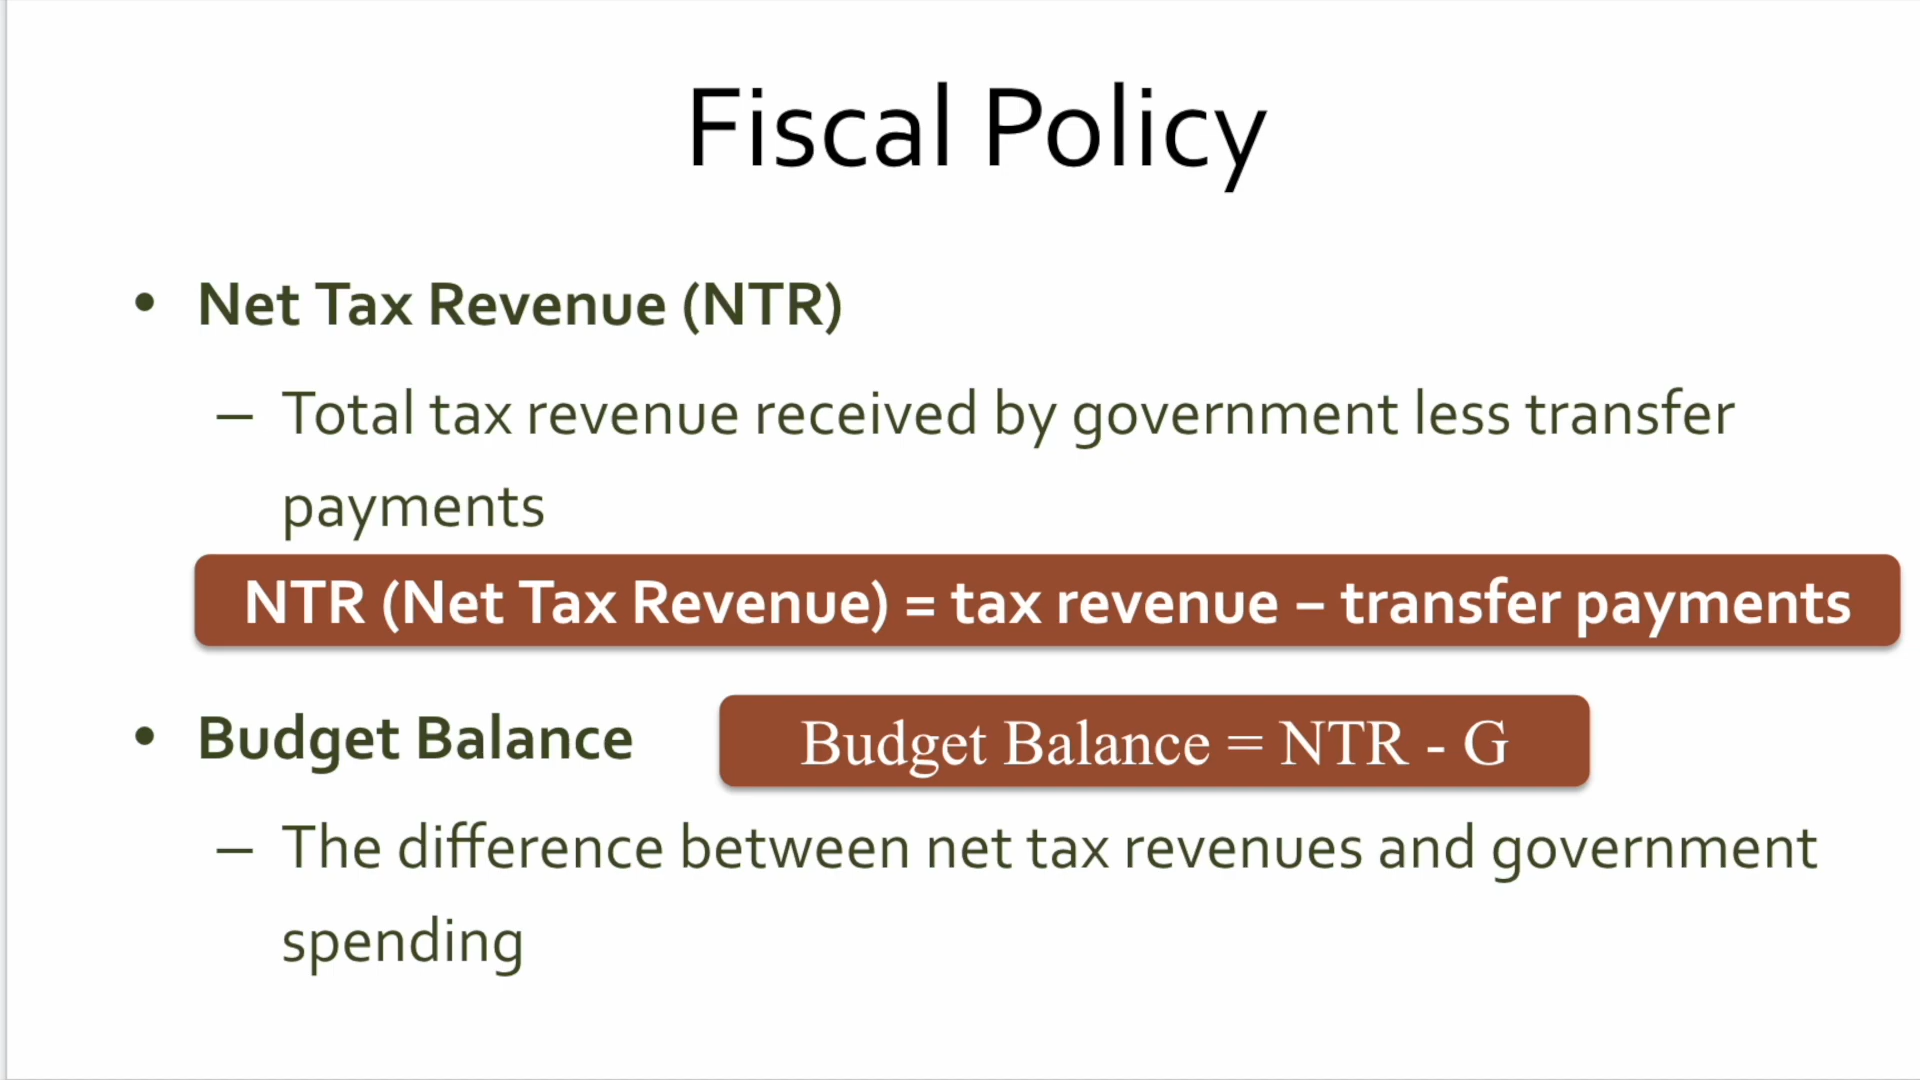 Fiscal Policy
• Net Tax Revenue (NTR)
– Total tax revenue received by government less transfer
payments
NTR (Net Tax Revenue) = tax revenue – transfer payments
• Budget Balance
Budget Balance = NTR - G
– The difference between net tax revenues and government
spending